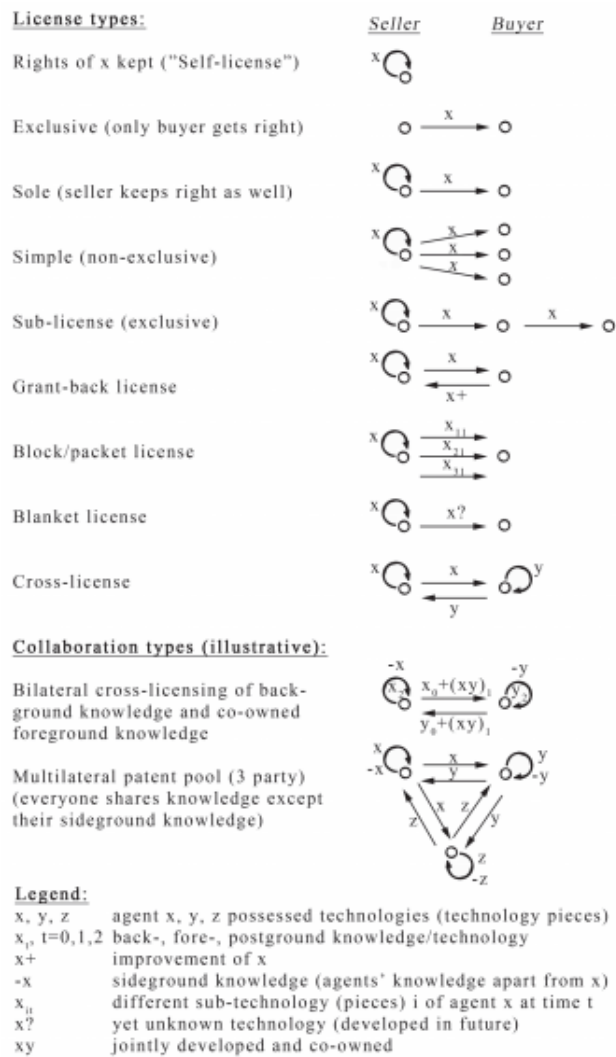 License types: Seller Buyer
Rights of x kept ("Self-license") x
Exclusive (only buyer gets right) x
Sole (seller keeps right as well) x x
Simple (non-exclusive) x x x x
Sub-license (exclusive) x x x
Grant-back license x x x+
Block/packet license x x₁₁ x₂₁ x₃₁
Blanket license x x?
Cross-license x x y y
Collaboration types (illustrative):
-x -y
Bilateral cross-licensing of back- x₂ x₀+(xy)₁ y₂
ground knowledge and co-owned y₀+(xy)₁
foreground knowledge
Multilateral patent pool (3 party) x -x x y y -y
(everyone shares knowledge except
their sideground knowledge) z x z y
z
-z
Legend:
x, y, z agent x, y, z possessed technologies (technology pieces)
xₜ, t=0,1,2 back-, fore-, postground knowledge/technology
x+ improvement of x
-x sideground knowledge (agents' knowledge apart from x)
xᵢₜ different sub-technology (pieces) i of agent x at time t
x? yet unknown technology (developed in future)
xy jointly developed and co-owned